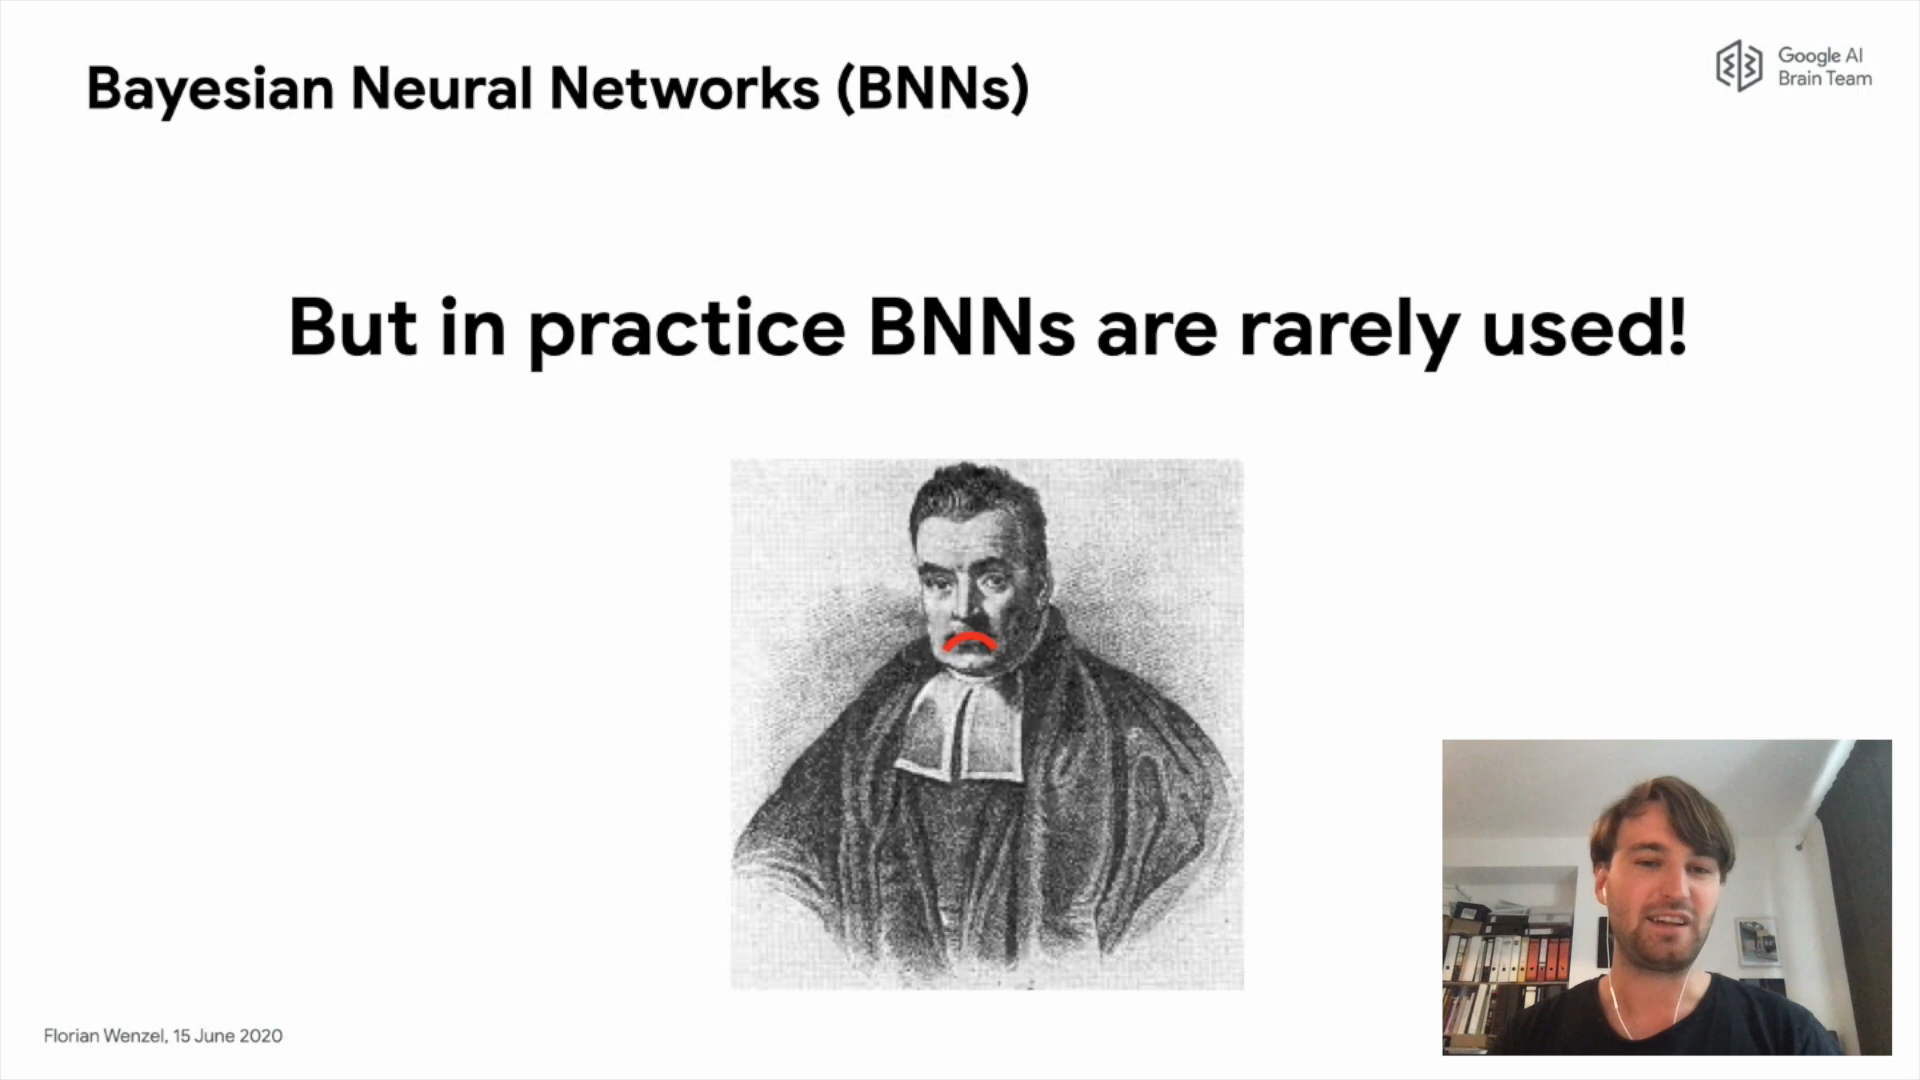 Bayesian Neural Networks (BNNs)
Google AI
Brain Team
But in practice BNNs are rarely used!
Florian Wenzel, 15 June 2020